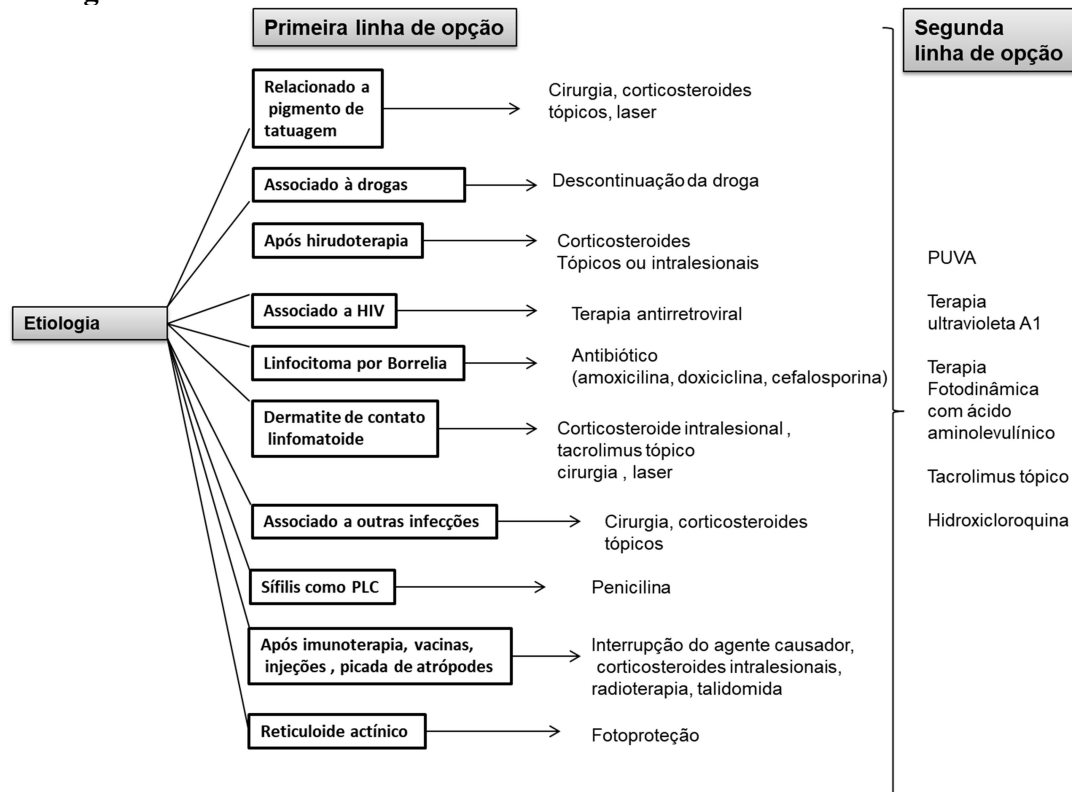 Primeira linha de opção
Segunda
linha de opção
Etiologia
Relacionado a
pigmento de
tatuagem
Cirurgia, corticosteroides
tópicos, laser
Associado à drogas
Descontinuação da droga
Após hirudoterapia
Corticosteroides
Tópicos ou intralesionais
Associado a HIV
Terapia antirretroviral
Linfocitoma por Borrelia
Antibiótico
(amoxicilina, doxiciclina, cefalosporina)
Dermatite de contato
linfomatoide
Corticosteroide intralesional ,
tacrolimus tópico
cirurgia , laser
Associado a outras infecções
Cirurgia, corticosteroides
tópicos
Sífilis como PLC
Penicilina
Após imunoterapia, vacinas,
injeções , picada de atrópodes
Interrupção do agente causador,
corticosteroides intralesionais,
radioterapia, talidomida
Reticuloide actínico
Fotoproteção
PUVA
Terapia
ultravioleta A1
Terapia
Fotodinâmica
com ácido
aminolevulínico
Tacrolimus tópico
Hidroxicloroquina